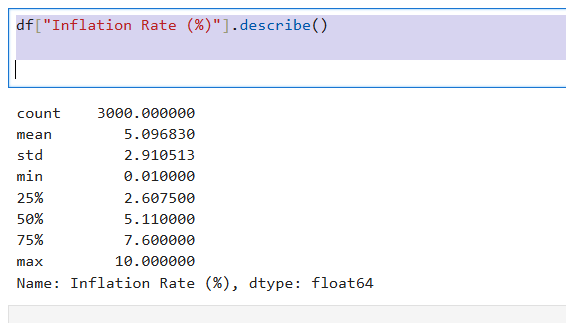 df["Inflation Rate (%)"].describe()
count    3000.000000
mean        5.096830
std         2.910513
min         0.010000
25%         2.607500
50%         5.110000
75%         7.600000
max        10.000000
Name: Inflation Rate (%), dtype: float64